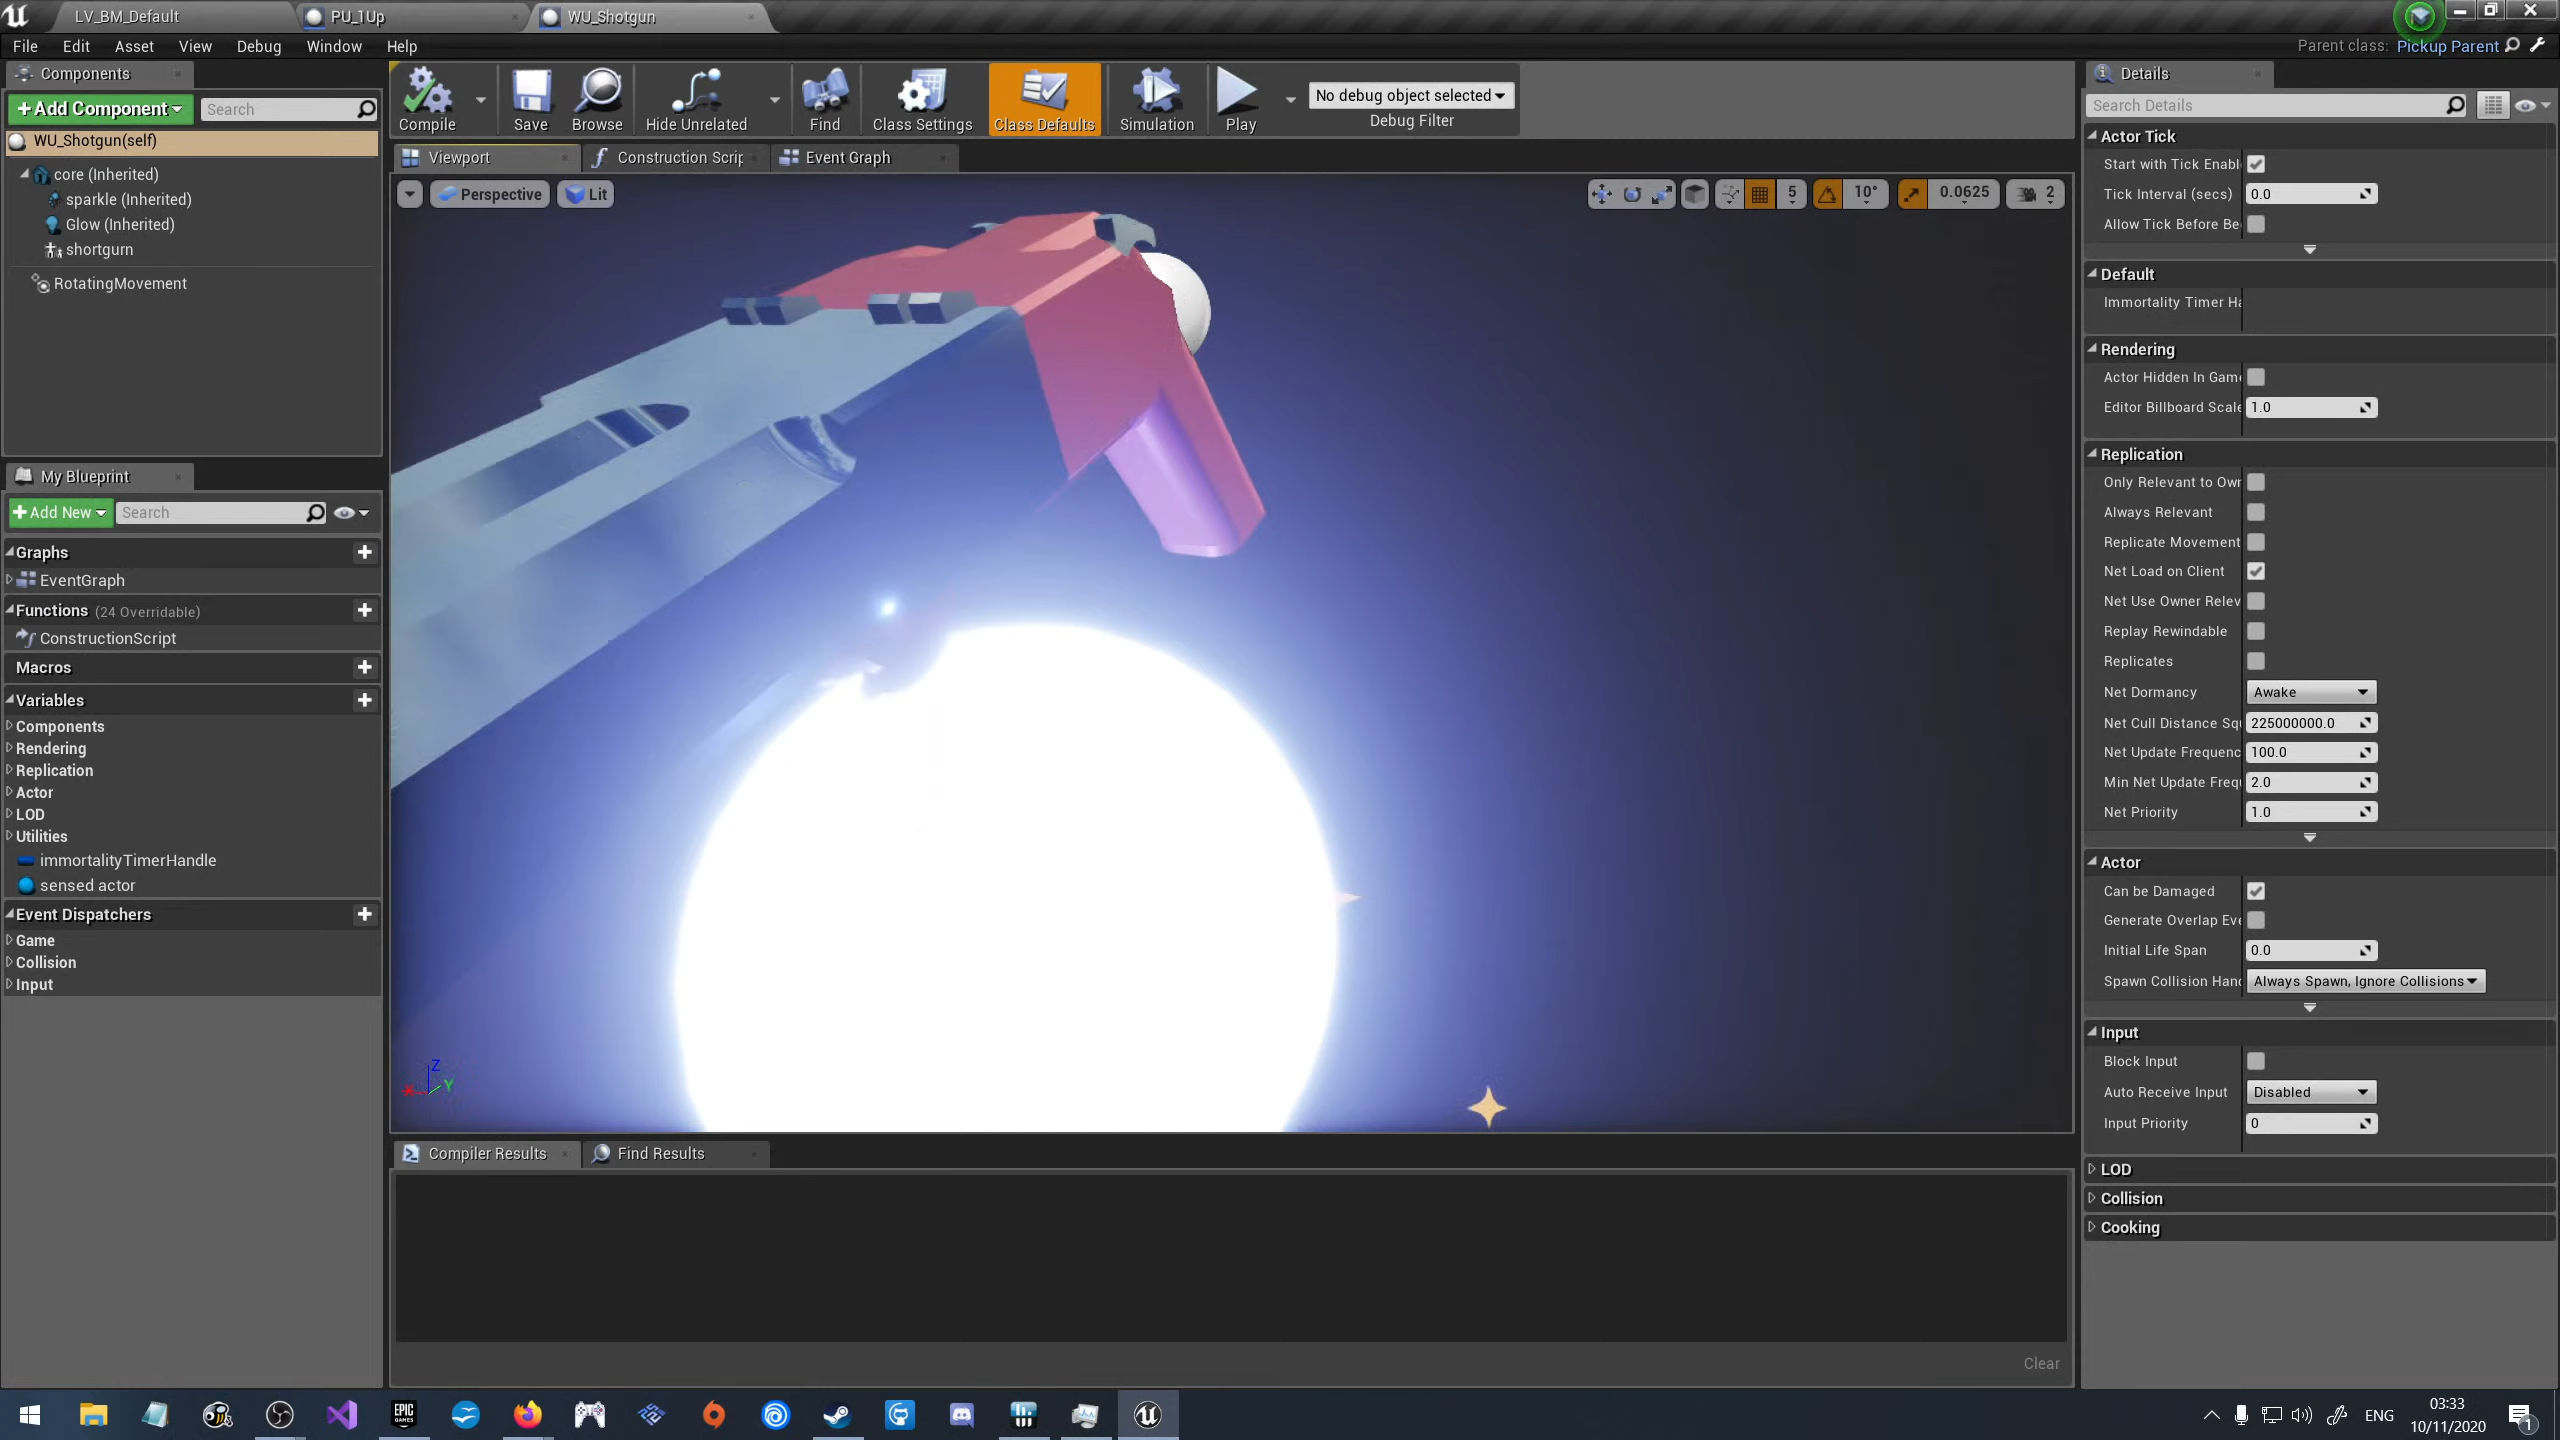 LV_BM_Default
PU_1Up
WU_Shotgun
File Edit Asset View Debug Window Help
Parent class: Pickup Parent
Components
+Add Component
Search
WU_Shotgun(self)
core (Inherited)
sparkle (Inherited)
Glow (Inherited)
shortgurn
RotatingMovement
My Blueprint
+Add New
Search
Graphs
EventGraph
Functions (24 Overridable)
ConstructionScript
Macros
Variables
Components
Rendering
Replication
Actor
LOD
Utilities
immortalityTimerHandle
sensed actor
Event Dispatchers
Game
Collision
Input
Compile
Save
Browse
Hide Unrelated
Find
Class Settings
Class Defaults
Simulation
Play
No debug object selected
Debug Filter
Viewport
Construction Scrip
Event Graph
Perspective
Lit
5
10°
0.0625
2
Z
Y
X
Compiler Results
Find Results
Clear
Details
Search Details
Actor Tick
Start with Tick Enabl
Tick Interval (secs) 0.0
Allow Tick Before Be
Default
Immortality Timer Ha
Rendering
Actor Hidden In Game
Editor Billboard Scale 1.0
Replication
Only Relevant to Owr
Always Relevant
Replicate Movement
Net Load on Client
Net Use Owner Relev
Replay Rewindable
Replicates
Net Dormancy Awake
Net Cull Distance Squ 225000000.0
Net Update Frequenc 100.0
Min Net Update Freq 2.0
Net Priority 1.0
Actor
Can be Damaged
Generate Overlap Eve
Initial Life Span 0.0
Spawn Collision Hand Always Spawn, Ignore Collisions
Input
Block Input
Auto Receive Input Disabled
Input Priority 0
LOD
Collision
Cooking
EPIC GAMES
ENG
03:33
10/11/2020
1